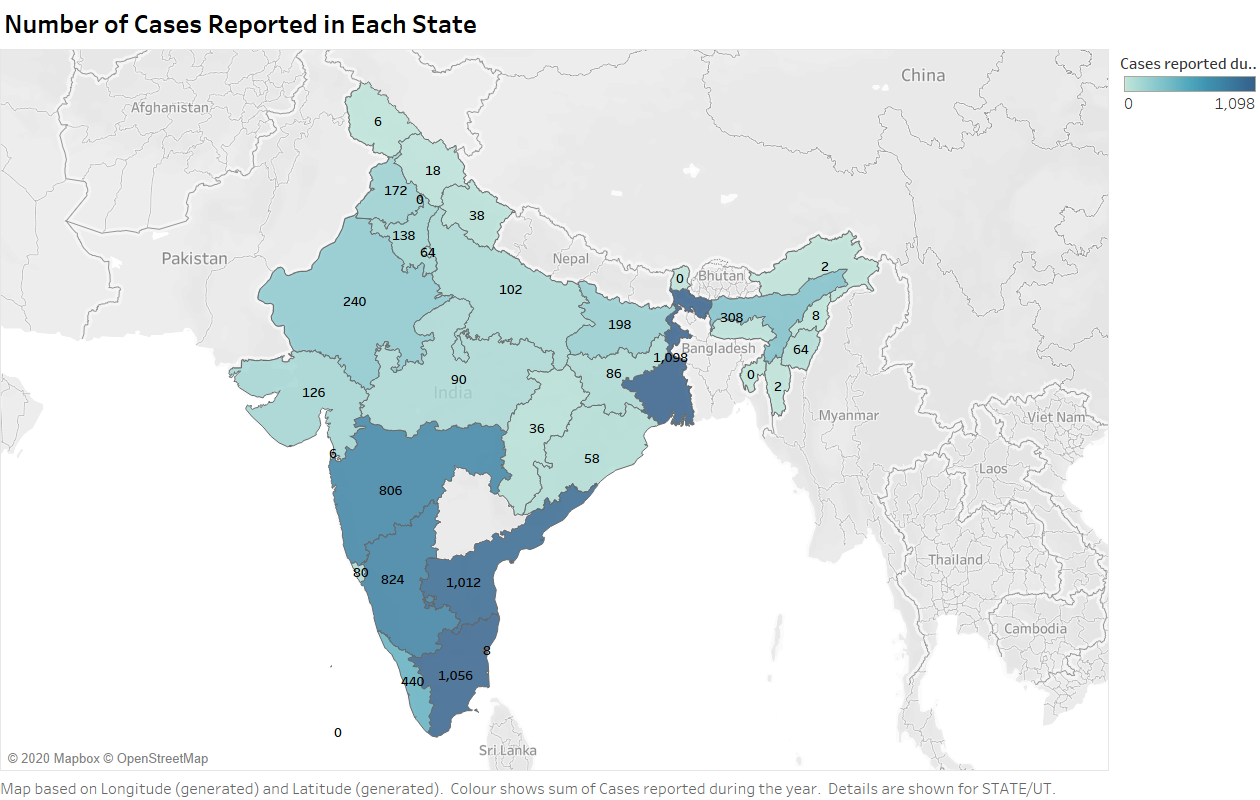 Number of Cases Reported in Each State
Cases reported du..
0 1,098
China
Afghanistan
6
18
172
0
38
138
Pakistan
64
Nepal
2
0
Bhutan
102
240
308
8
198
Bangladesh
64
1,098
86
0
90
India
2
126
Myanmar
Viet Nam
36
6
58
Laos
806
Thailand
80
824
1,012
Cambodia
8
440
1,056
0
Sri Lanka
© 2020 Mapbox © OpenStreetMap
Map based on Longitude (generated) and Latitude (generated). Colour shows sum of Cases reported during the year. Details are shown for STATE/UT.